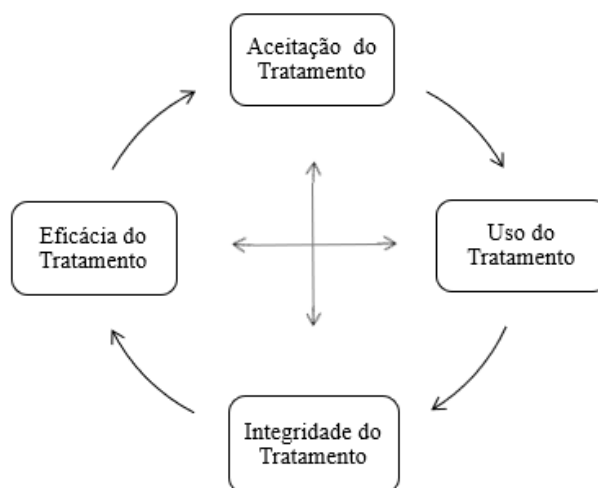 Aceitação do
Tratamento
Eficácia do
Tratamento
Uso do
Tratamento
Integridade do
Tratamento